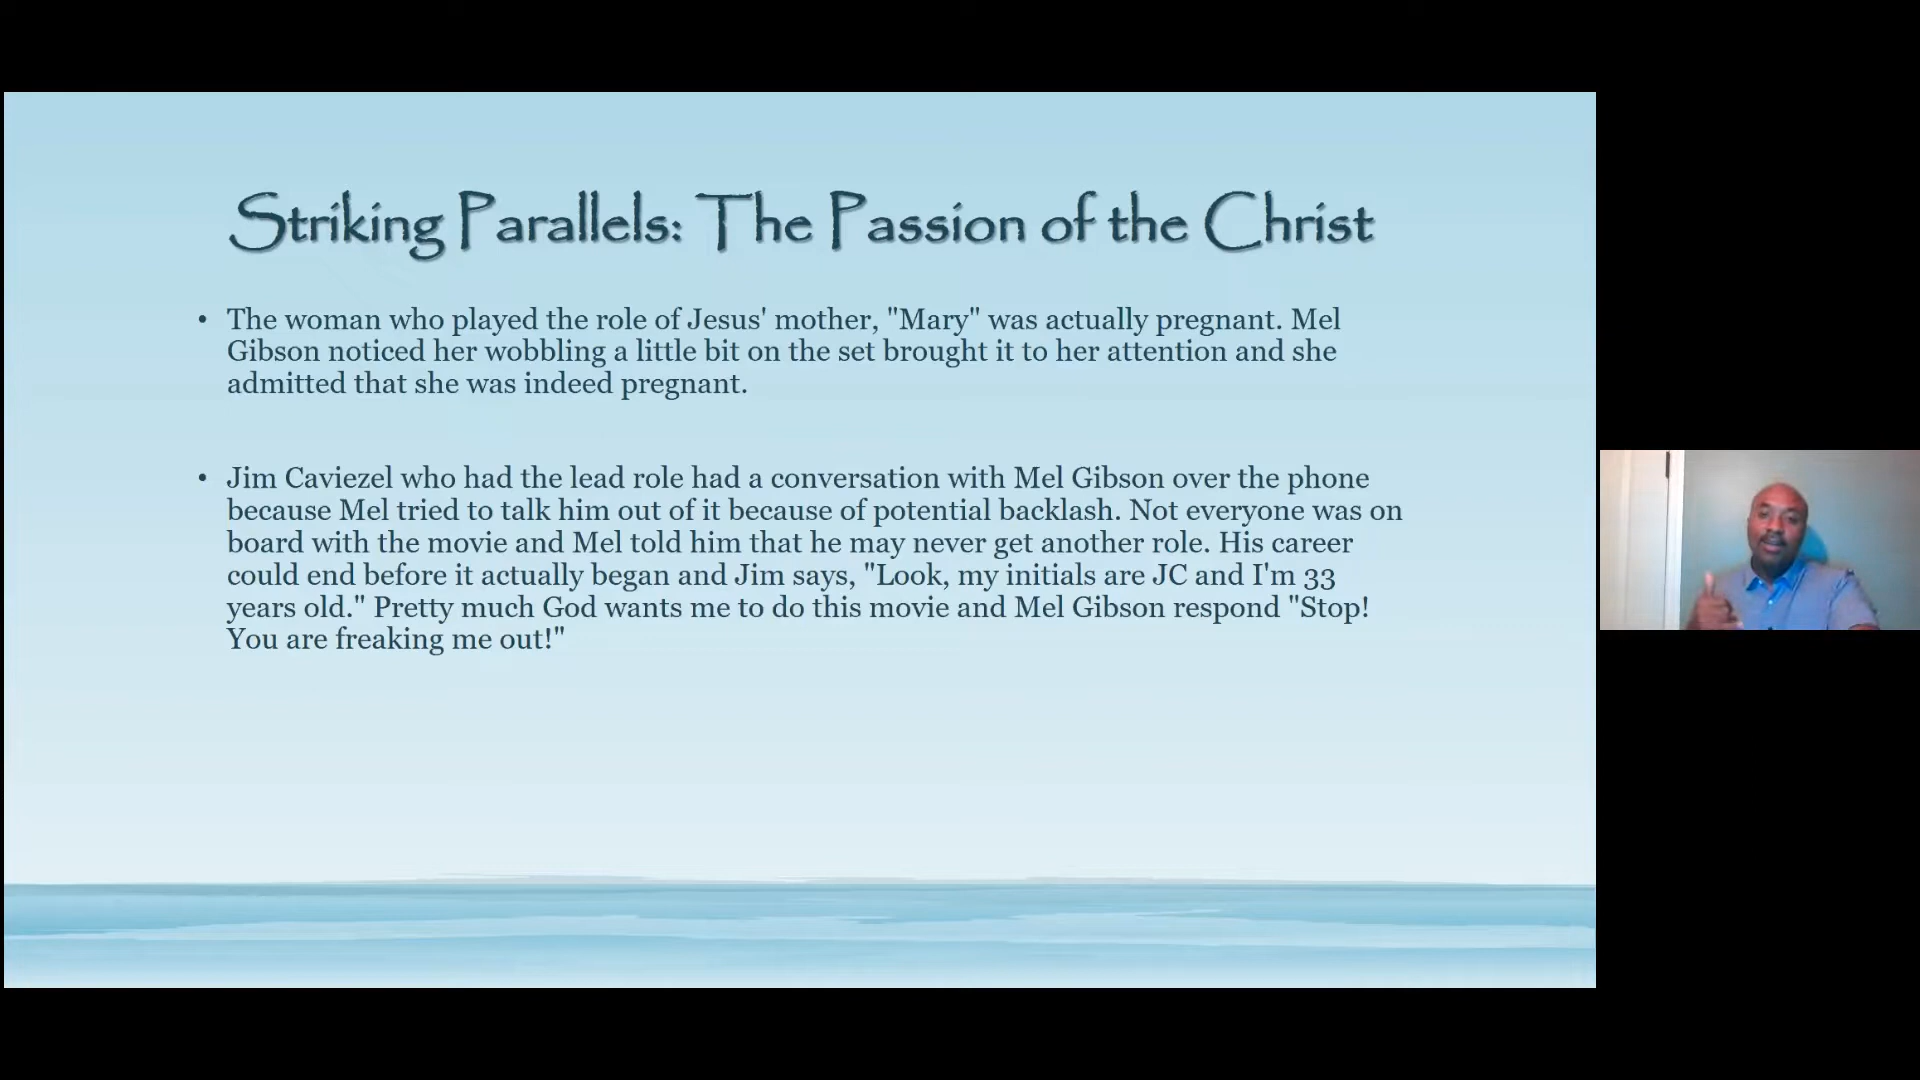 Striking Parallels: The Passion of the Christ
• The woman who played the role of Jesus' mother, "Mary" was actually pregnant. Mel
Gibson noticed her wobbling a little bit on the set brought it to her attention and she
admitted that she was indeed pregnant.
• Jim Caviezel who had the lead role had a conversation with Mel Gibson over the phone
because Mel tried to talk him out of it because of potential backlash. Not everyone was on
board with the movie and Mel told him that he may never get another role. His career
could end before it actually began and Jim says, "Look, my initials are JC and I'm 33
years old." Pretty much God wants me to do this movie and Mel Gibson respond "Stop!
You are freaking me out!"